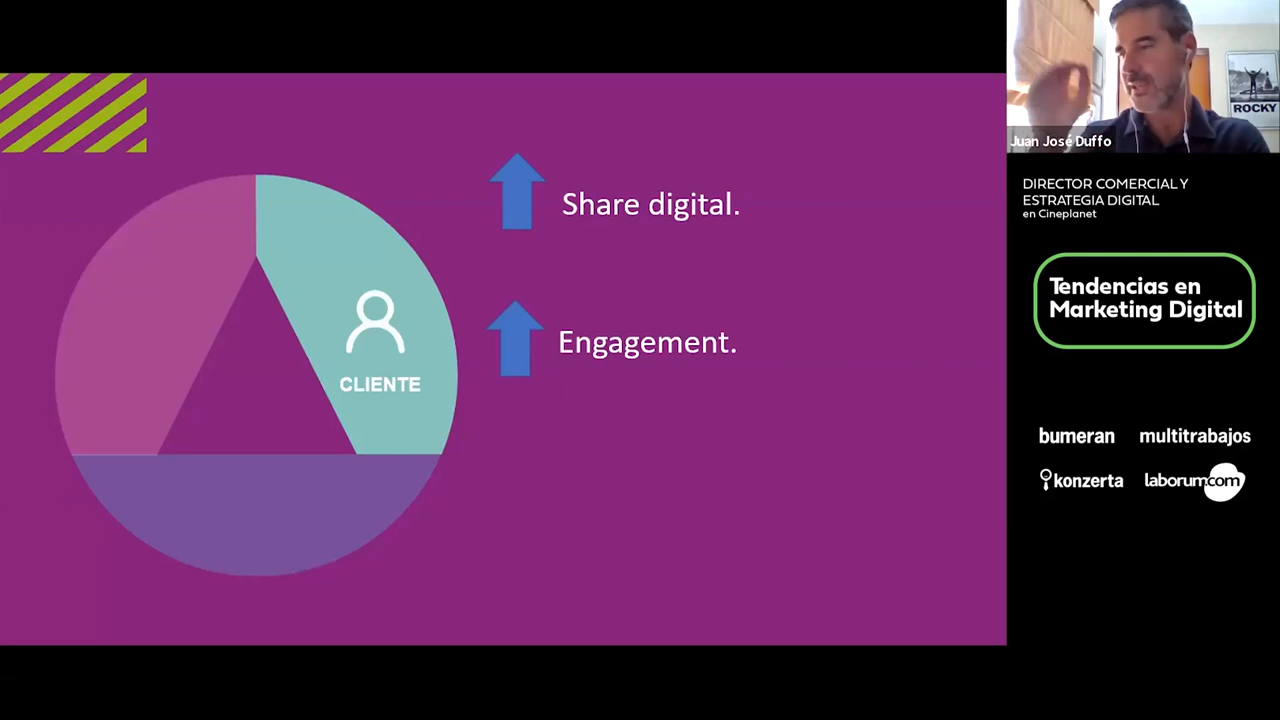 Share digital.
Engagement.
CLIENTE
ROCKY
Juan José Duffo
DIRECTOR COMERCIAL Y
ESTRATEGIA DIGITAL
en Cineplanet
Tendencias en
Marketing Digital
bumeran multitrabajos
konzerta laborum.com